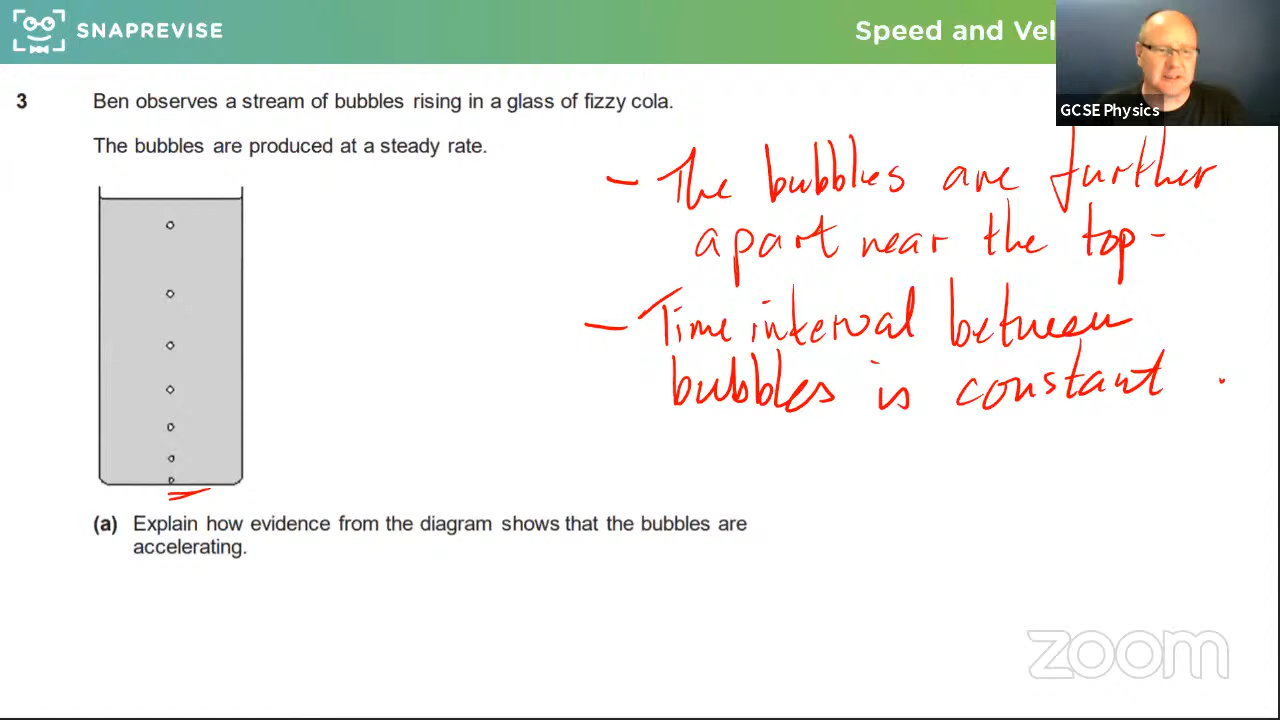 SNAPREVISE
Speed and Vel
GCSE Physics
3 Ben observes a stream of bubbles rising in a glass of fizzy cola.
The bubbles are produced at a steady rate.
- The bubbles are further
apart near the top -
- Time interval between
bubbles is constant .
(a) Explain how evidence from the diagram shows that the bubbles are
accelerating.
zoom